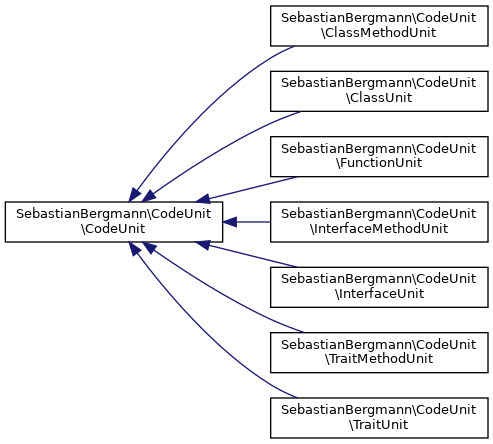 SebastianBergmann\CodeUnit
\ClassMethodUnit
SebastianBergmann\CodeUnit
\ClassUnit
SebastianBergmann\CodeUnit
\FunctionUnit
SebastianBergmann\CodeUnit
\CodeUnit
SebastianBergmann\CodeUnit
\InterfaceMethodUnit
SebastianBergmann\CodeUnit
\InterfaceUnit
SebastianBergmann\CodeUnit
\TraitMethodUnit
SebastianBergmann\CodeUnit
\TraitUnit